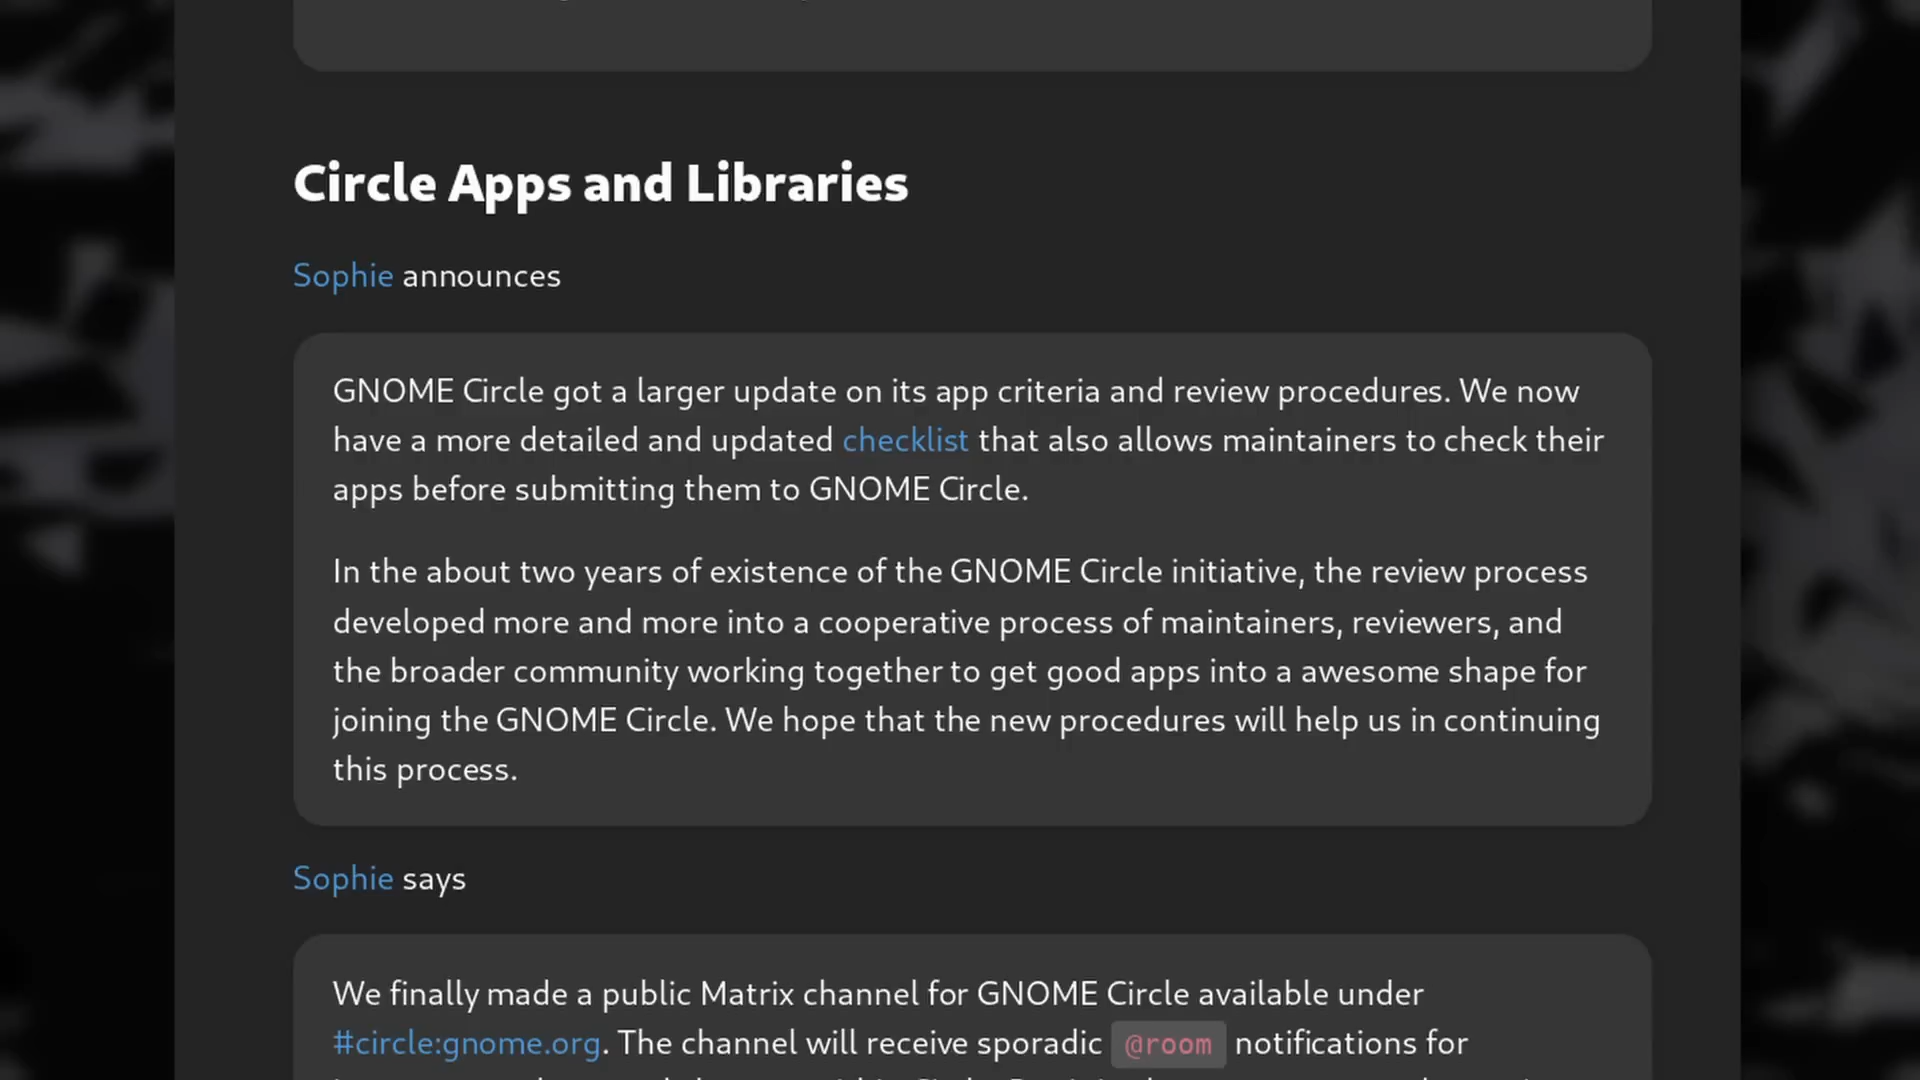 Circle Apps and Libraries
Sophie announces
GNOME Circle got a larger update on its app criteria and review procedures. We now
have a more detailed and updated checklist that also allows maintainers to check their
apps before submitting them to GNOME Circle.
In the about two years of existence of the GNOME Circle initiative, the review process
developed more and more into a cooperative process of maintainers, reviewers, and
the broader community working together to get good apps into a awesome shape for
joining the GNOME Circle. We hope that the new procedures will help us in continuing
this process.
Sophie says
We finally made a public Matrix channel for GNOME Circle available under
#circle:gnome.org. The channel will receive sporadic @room notifications for